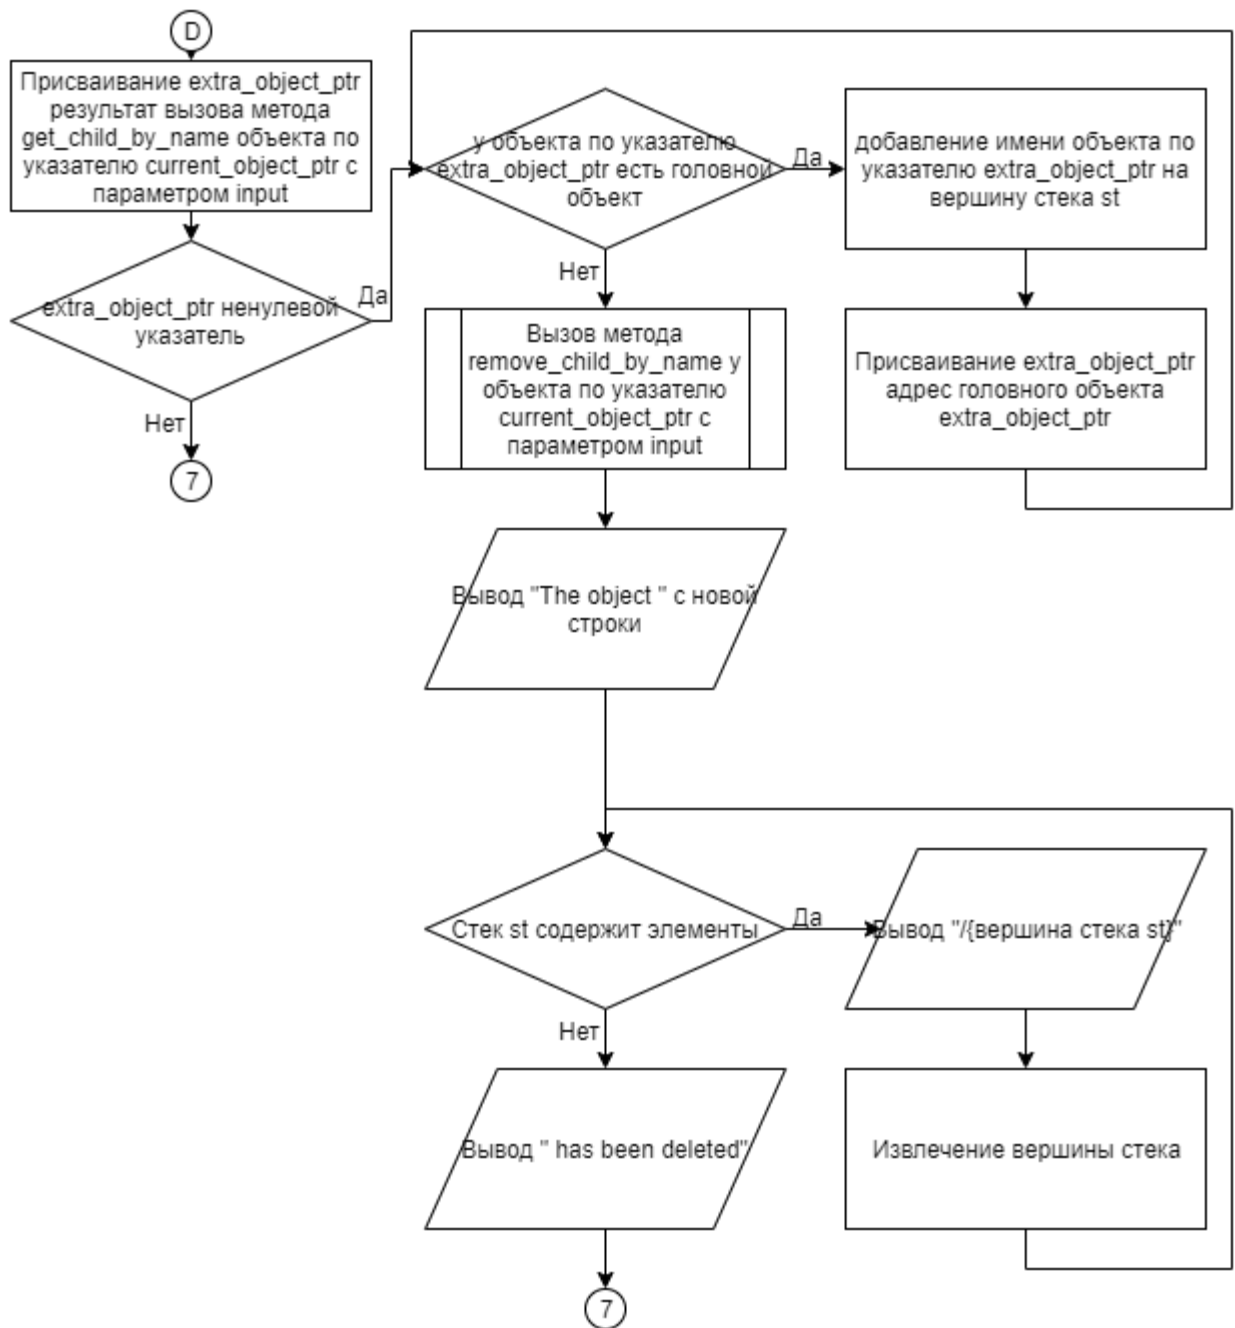 D
Присваивание extra_object_ptr
результат вызова метода
get_child_by_name объекта по
указателю current_object_ptr с
параметром input
extra_object_ptr ненулевой
указатель
Да
Нет
7
у объекта по указателю
extra_object_ptr есть головной
объект
Да
добавление имени объекта по
указателю extra_object_ptr на
вершину стека st
Нет
Вызов метода
remove_child_by_name у
объекта по указателю
current_object_ptr с
параметром input
Присваивание extra_object_ptr
адрес головного объекта
extra_object_ptr
Вывод "The object " с новой
строки
Стек st содержит элементы
Да
Вывод "/{вершина стека st}"
Нет
Вывод " has been deleted"
Извлечение вершины стека
7